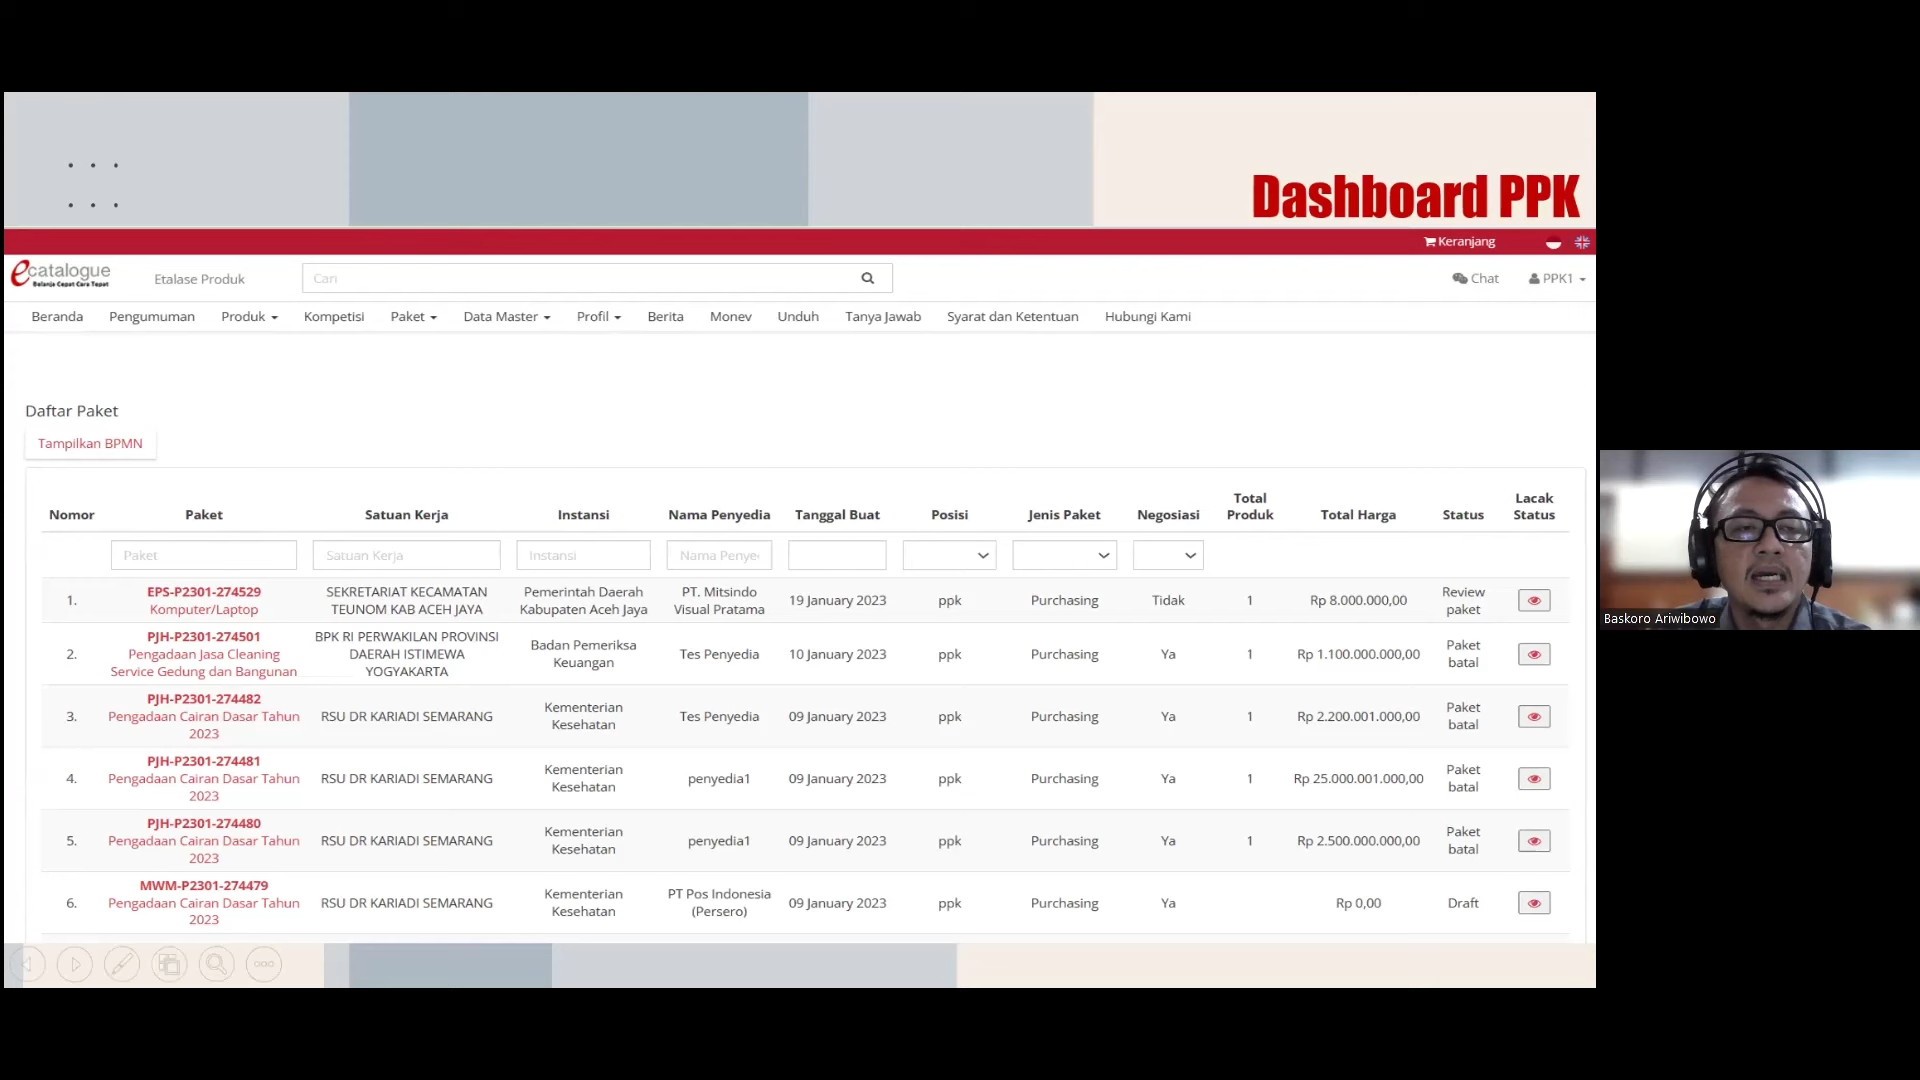 Dashboard PPK
Keranjang
ecatalogue
Belanja Cepat Cara Tepat
Etalase Produk
Cari
Chat
PPK1
Beranda
Pengumuman
Produk
Kompetisi
Paket
Data Master
Profil
Berita
Monev
Unduh
Tanya Jawab
Syarat dan Ketentuan
Hubungi Kami
Daftar Paket
Tampilkan BPMN
Nomor
Paket
Satuan Kerja
Instansi
Nama Penyedia
Tanggal Buat
Posisi
Jenis Paket
Negosiasi
Total
Produk
Total Harga
Status
Lacak
Status
Paket
Satuan Kerja
Instansi
Nama Penye
1.
EPS-P2301-274529
Komputer/Laptop
SEKRETARIAT KECAMATAN
TEUNOM KAB ACEH JAYA
Pemerintah Daerah
Kabupaten Aceh Jaya
PT. Mitsindo
Visual Pratama
19 January 2023
ppk
Purchasing
Tidak
1
Rp 8.000.000,00
Review
paket
2.
PJH-P2301-274501
Pengadaan Jasa Cleaning
Service Gedung dan Bangunan
BPK RI PERWAKILAN PROVINSI
DAERAH ISTIMEWA
YOGYAKARTA
Badan Pemeriksa
Keuangan
Tes Penyedia
10 January 2023
ppk
Purchasing
Ya
1
Rp 1.100.000.000,00
Paket
batal
3.
PJH-P2301-274482
Pengadaan Cairan Dasar Tahun
2023
RSU DR KARIADI SEMARANG
Kementerian
Kesehatan
Tes Penyedia
09 January 2023
ppk
Purchasing
Ya
1
Rp 2.200.001.000,00
Paket
batal
4.
PJH-P2301-274481
Pengadaan Cairan Dasar Tahun
2023
RSU DR KARIADI SEMARANG
Kementerian
Kesehatan
penyedia1
09 January 2023
ppk
Purchasing
Ya
1
Rp 25.000.001.000,00
Paket
batal
5.
PJH-P2301-274480
Pengadaan Cairan Dasar Tahun
2023
RSU DR KARIADI SEMARANG
Kementerian
Kesehatan
penyedia1
09 January 2023
ppk
Purchasing
Ya
1
Rp 2.500.000.000,00
Paket
batal
6.
MWM-P2301-274479
Pengadaan Cairan Dasar Tahun
2023
RSU DR KARIADI SEMARANG
Kementerian
Kesehatan
PT Pos Indonesia
(Persero)
09 January 2023
ppk
Purchasing
Ya
Rp 0,00
Draft
Baskoro Ariwibowo